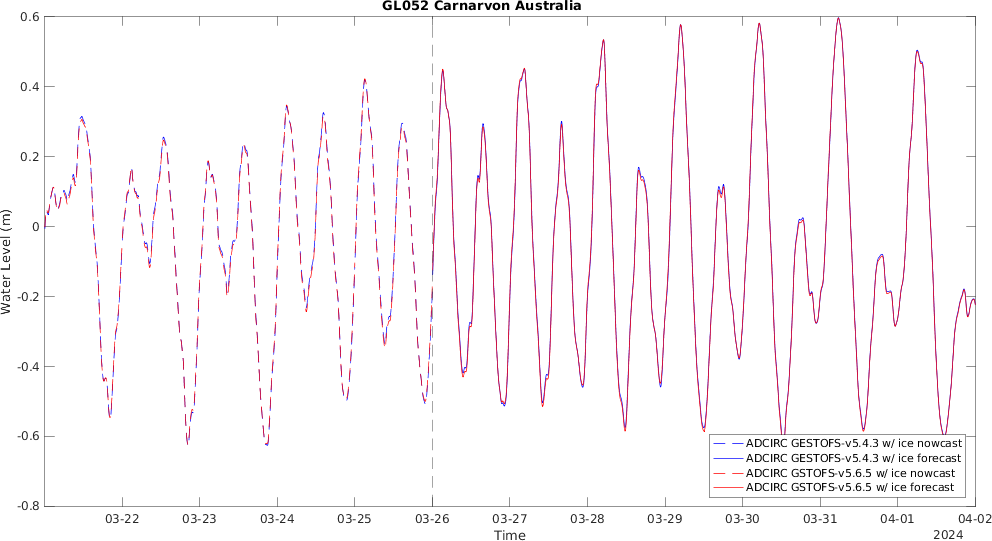 GL052 Carnarvon Australia
0.6
0.4
0.2
0
-0.2
-0.4
-0.6
-0.8
Water Level (m)
ADCIRC GESTOFS-v5.4.3 w/ ice nowcast
ADCIRC GESTOFS-v5.4.3 w/ ice forecast
ADCIRC GSTOFS-v5.6.5 w/ ice nowcast
ADCIRC GSTOFS-v5.6.5 w/ ice forecast
03-22 03-23 03-24 03-25 03-26 03-27 03-28 03-29 03-30 03-31 04-01 04-02
Time
2024